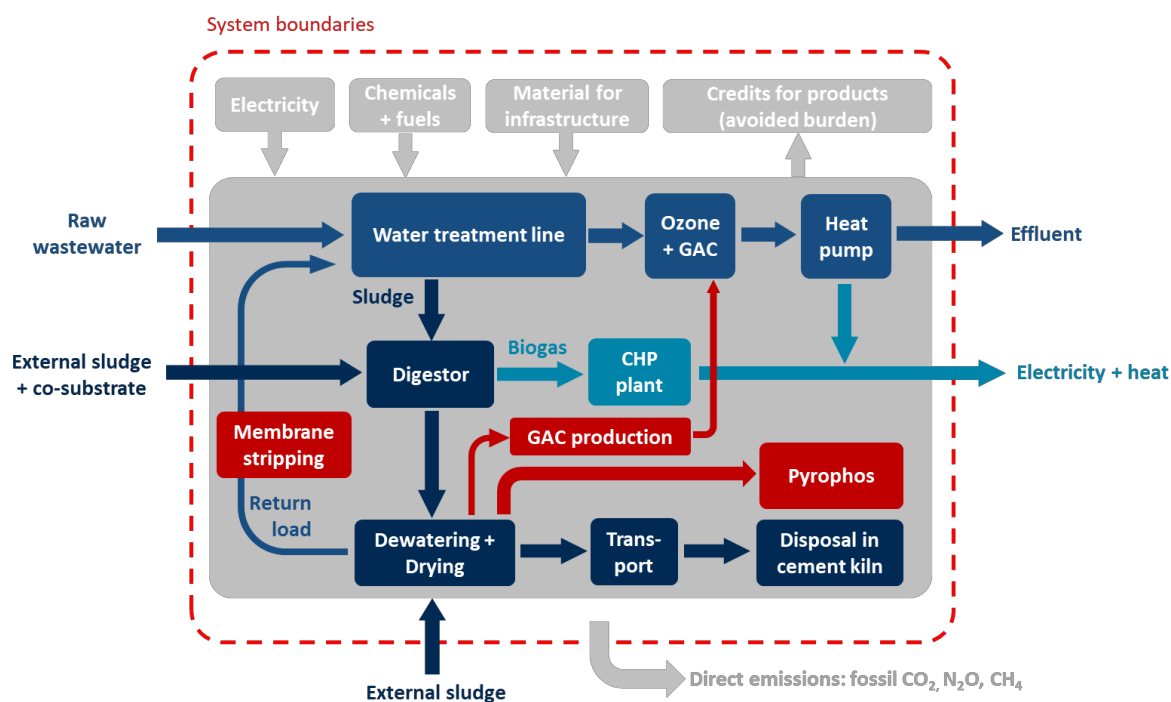 System boundaries
Electricity
Chemicals
+ fuels
Material for
infrastructure
Credits for products
(avoided burden)
Raw
wastewater
Water treatment line
Ozone
+ GAC
Heat
pump
Effluent
Sludge
External sludge
+ co-substrate
Digestor
Biogas
CHP
plant
Electricity + heat
Membrane
stripping
GAC production
Pyrophos
Return
load
Dewatering +
Drying
Trans-
port
Disposal in
cement kiln
External sludge
Direct emissions: fossil CO₂, N₂O, CH₄